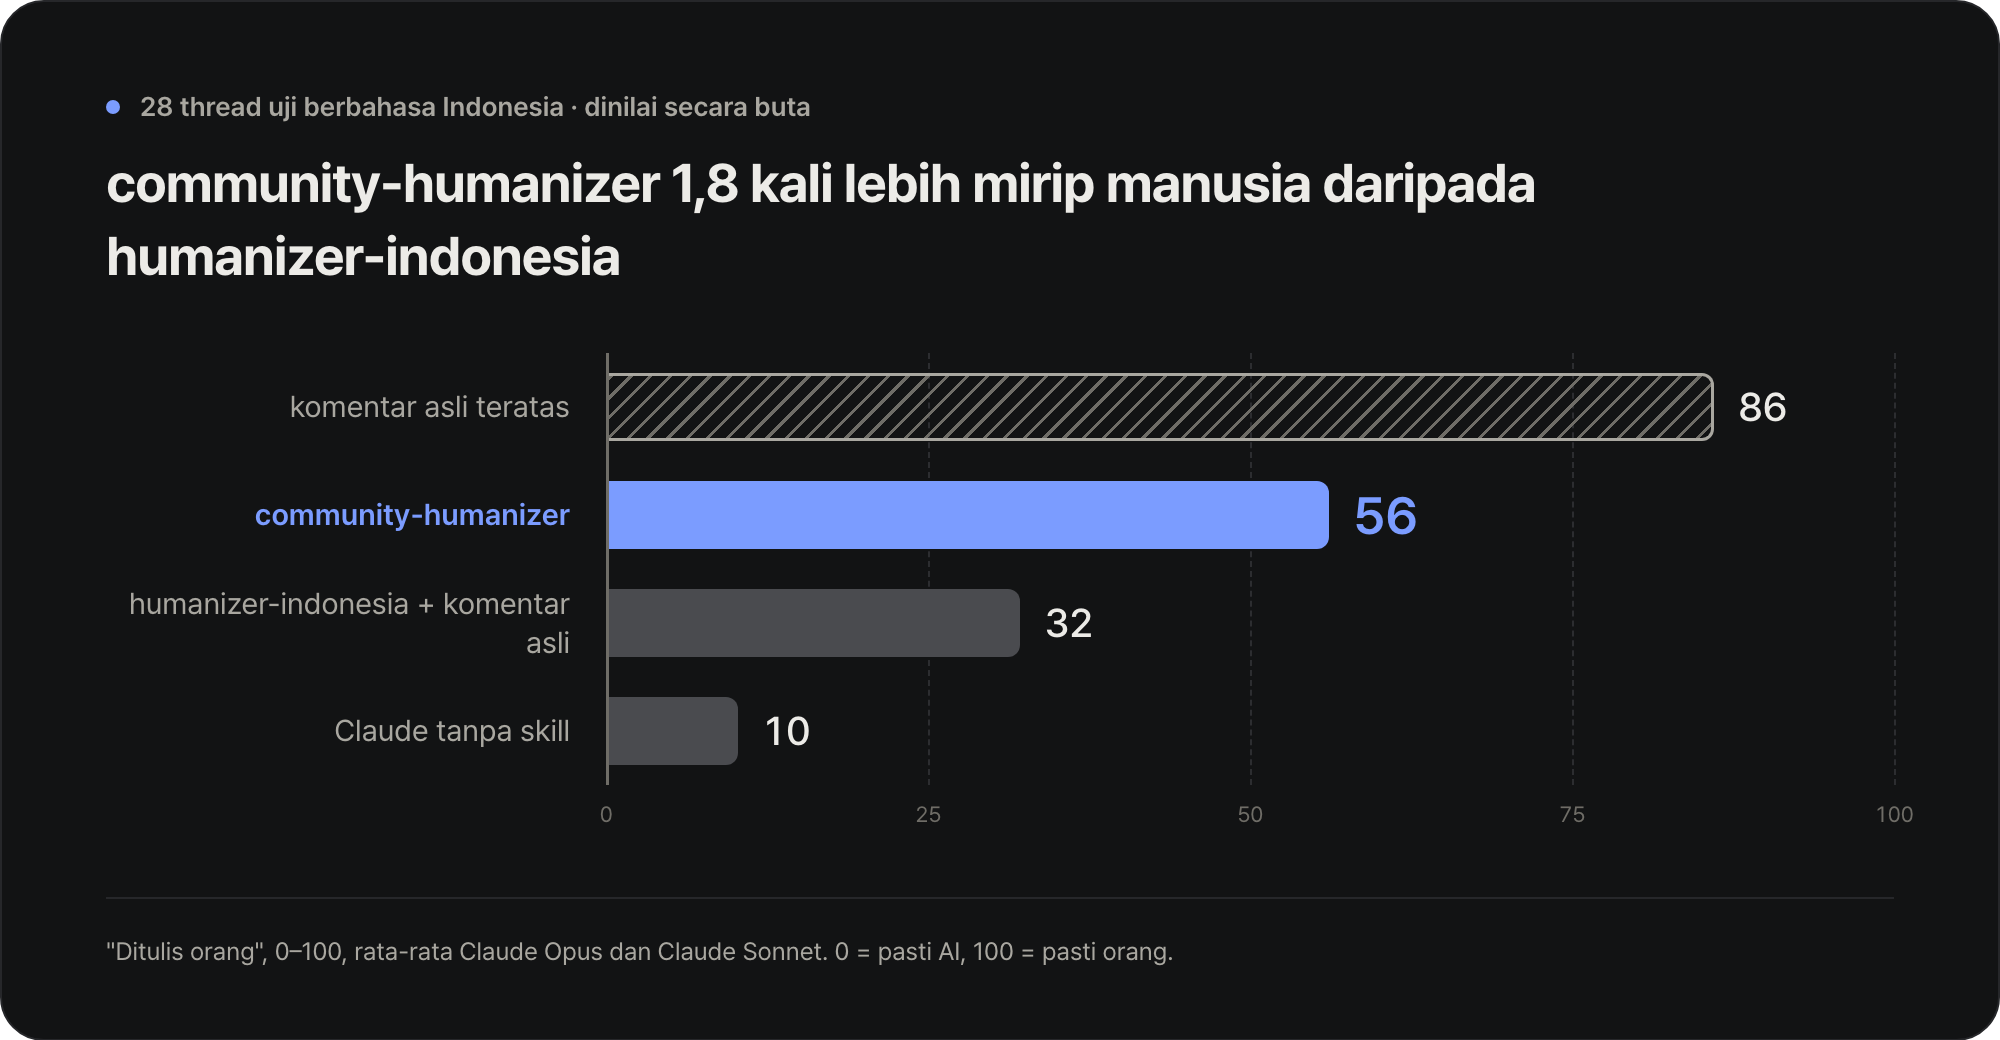 28 thread uji berbahasa Indonesia · dinilai secara buta
community-humanizer 1,8 kali lebih mirip manusia daripada
humanizer-indonesia
komentar asli teratas
86
community-humanizer
56
humanizer-indonesia + komentar
asli
32
Claude tanpa skill
10
0 25 50 75 100
"Ditulis orang", 0–100, rata-rata Claude Opus dan Claude Sonnet. 0 = pasti AI, 100 = pasti orang.